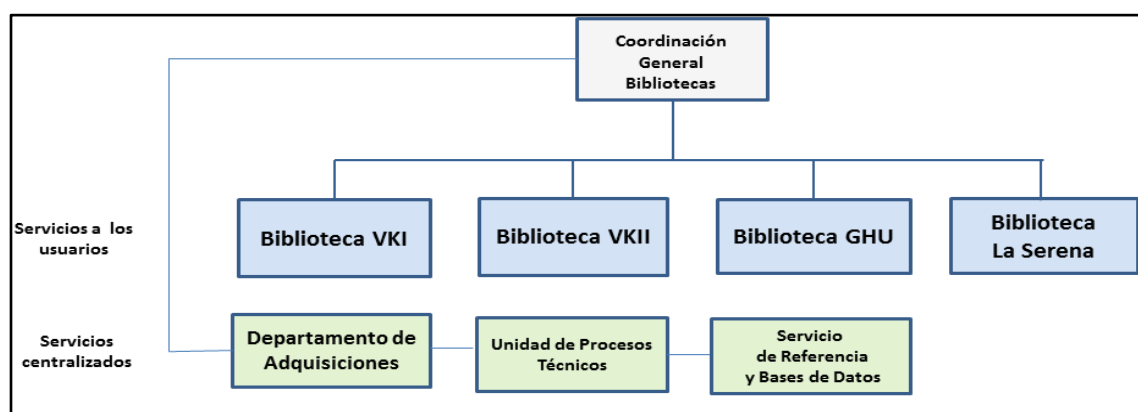 Coordinación
General
Bibliotecas
Servicios a  los
usuarios
Biblioteca VKI
Biblioteca VKII
Biblioteca GHU
Biblioteca
La Serena
Servicios
centralizados
Departamento de
Adquisiciones
Unidad de Procesos
Técnicos
Servicio
de Referencia
y Bases de Datos